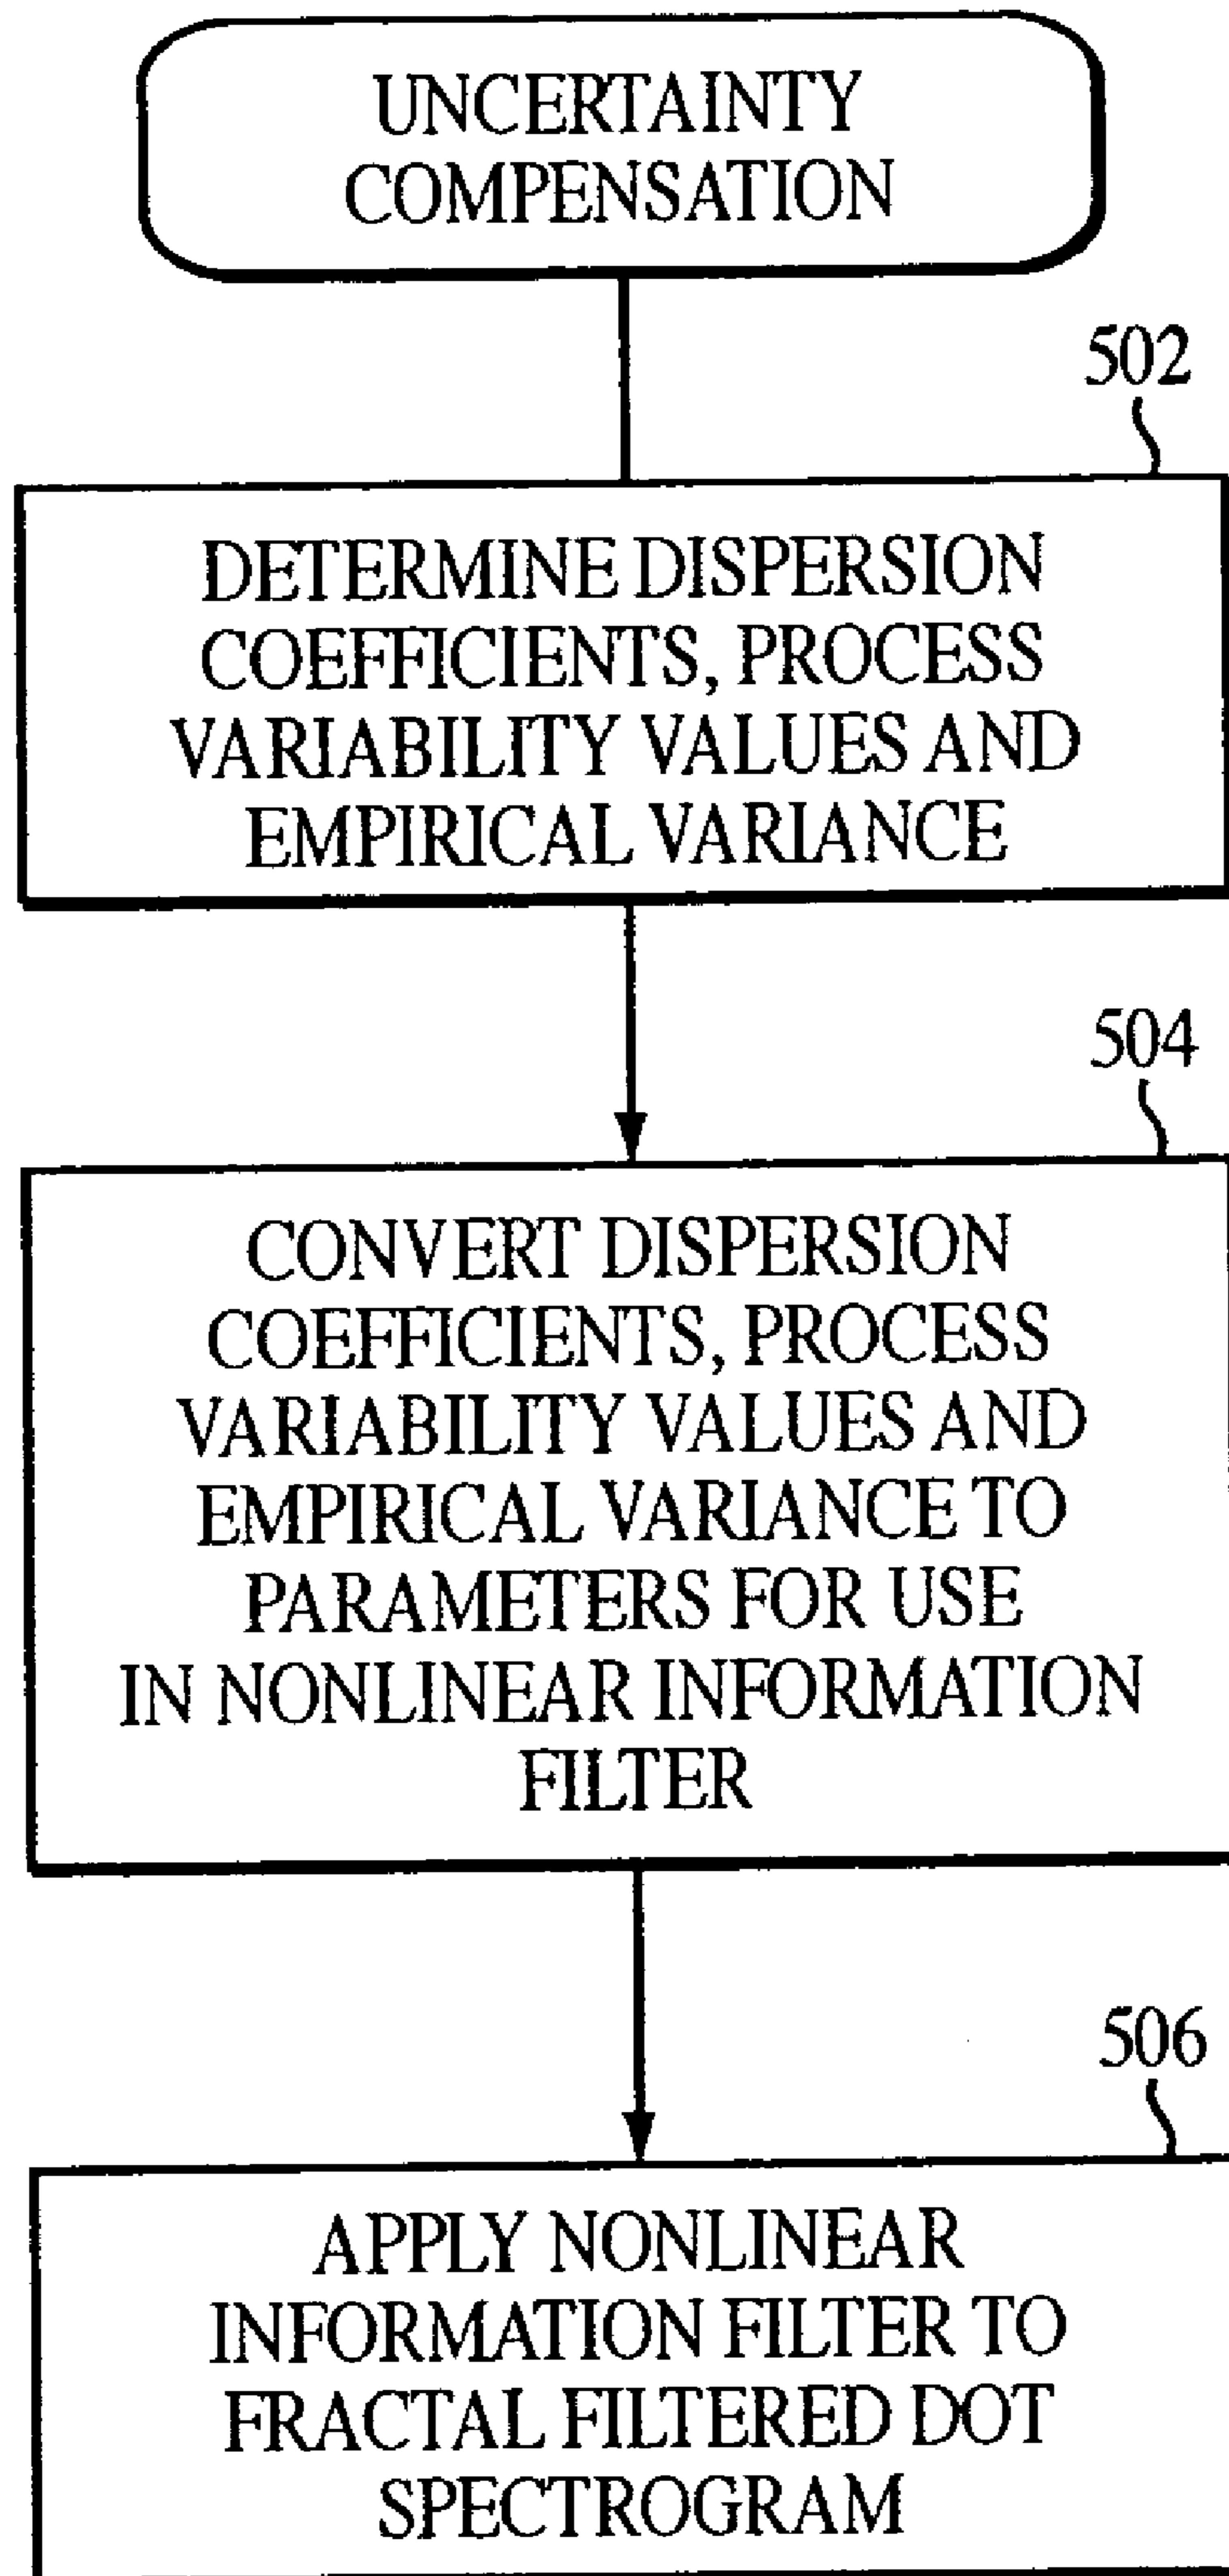 UNCERTAINTY
COMPENSATION
502
DETERMINE DISPERSION
COEFFICIENTS, PROCESS
VARIABILITY VALUES AND
EMPIRICAL VARIANCE
504
CONVERT DISPERSION
COEFFICIENTS, PROCESS
VARIABILITY VALUES AND
EMPIRICAL VARIANCE TO
PARAMETERS FOR USE
IN NONLINEAR INFORMATION
FILTER
506
APPLY NONLINEAR
INFORMATION FILTER TO
FRACTAL FILTERED DOT
SPECTROGRAM